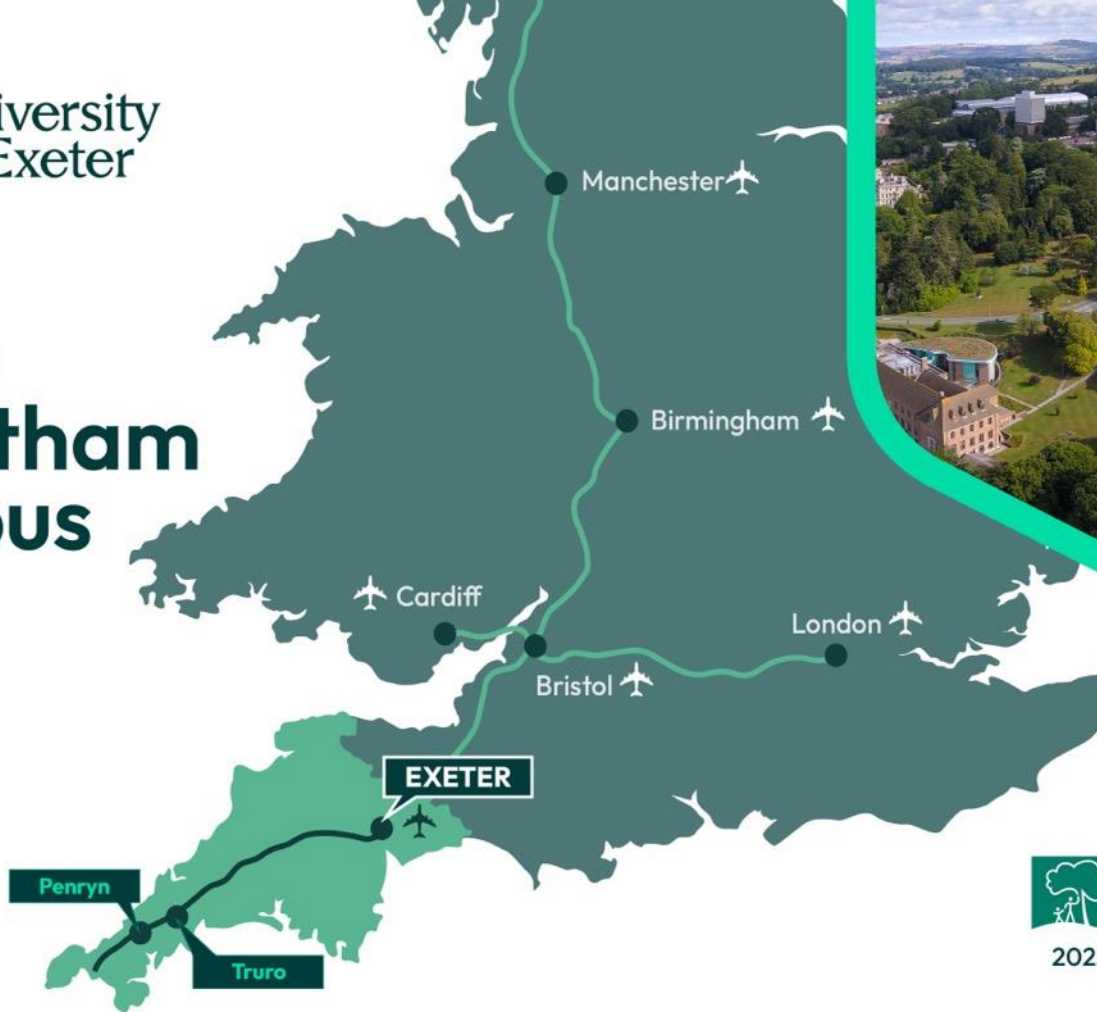 iversity
Exeter
tham
ous
Manchester
Birmingham
Cardiff
London
Bristol
EXETER
Penryn
Truro
202